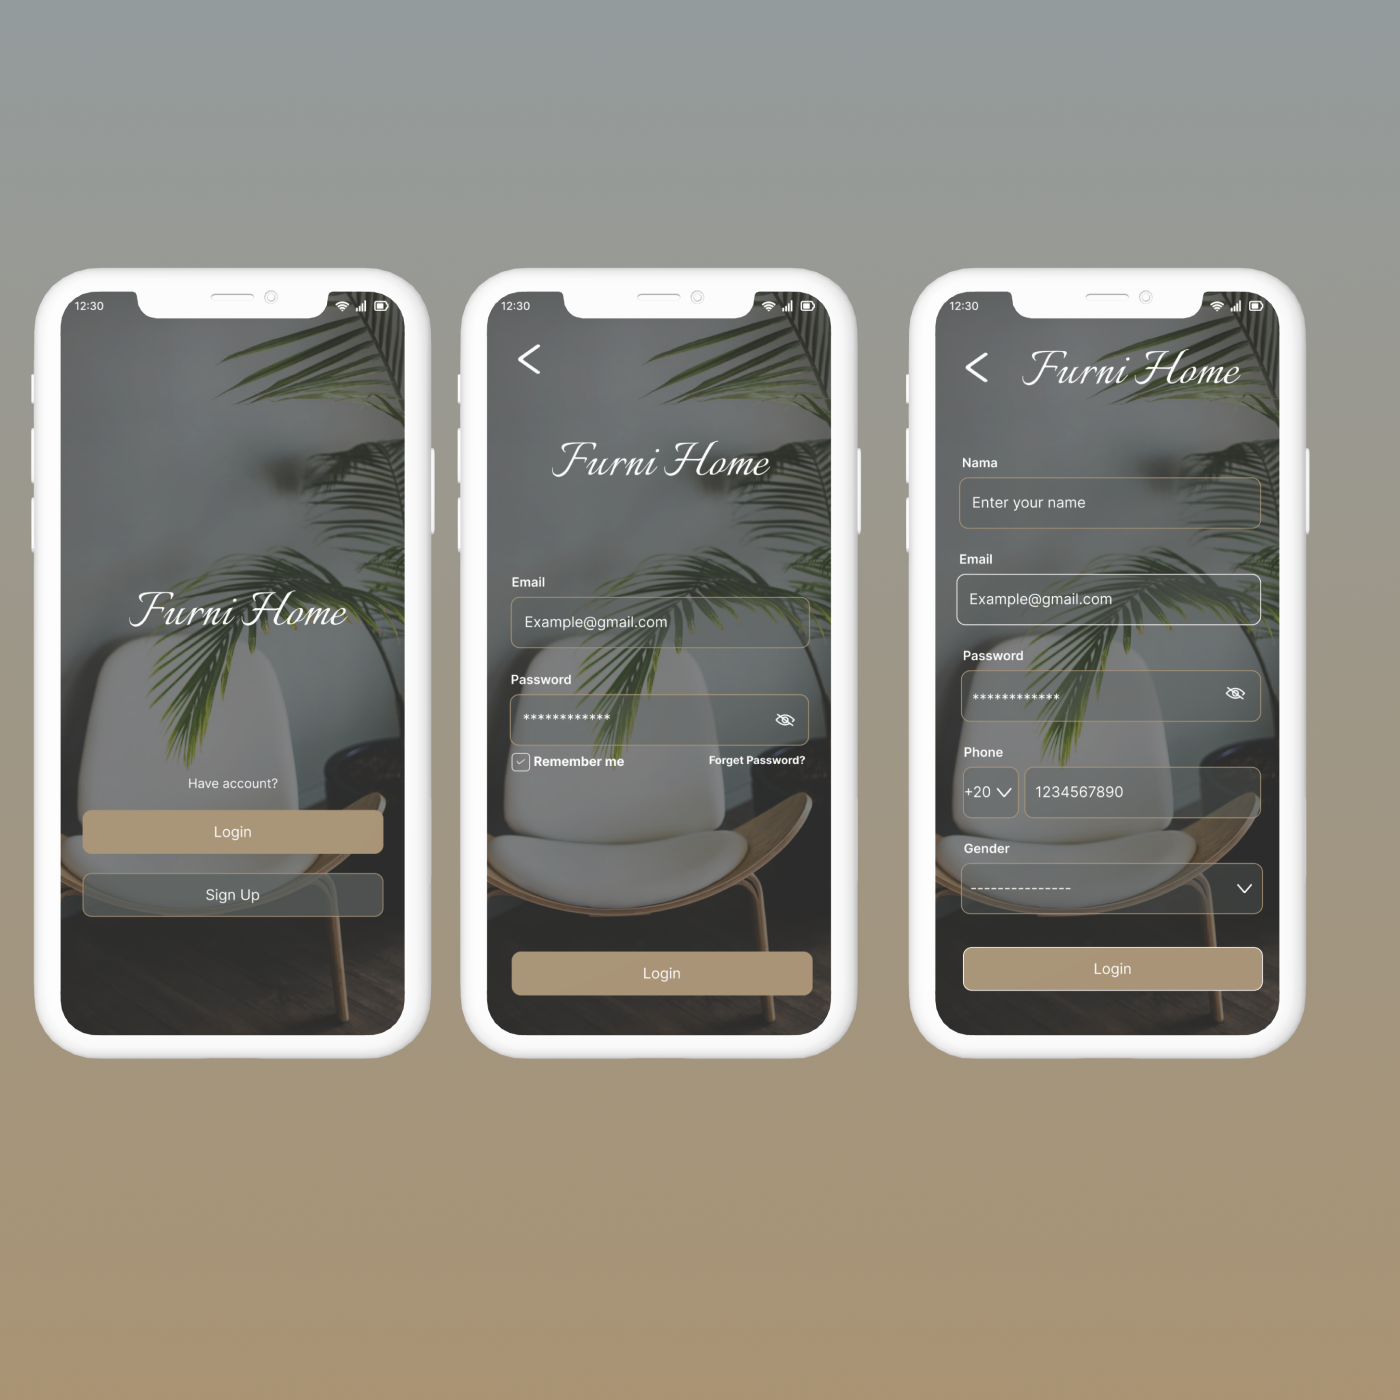 12:30
Furni Home
Have account?
Login
Sign Up
12:30
Furni Home
Email
Example@gmail.com
Password
************
Remember me
Forget Password?
Login
12:30
Furni Home
Nama
Enter your name
Email
Example@gmail.com
Password
************
Phone
+20 1234567890
Gender
---------------
Login